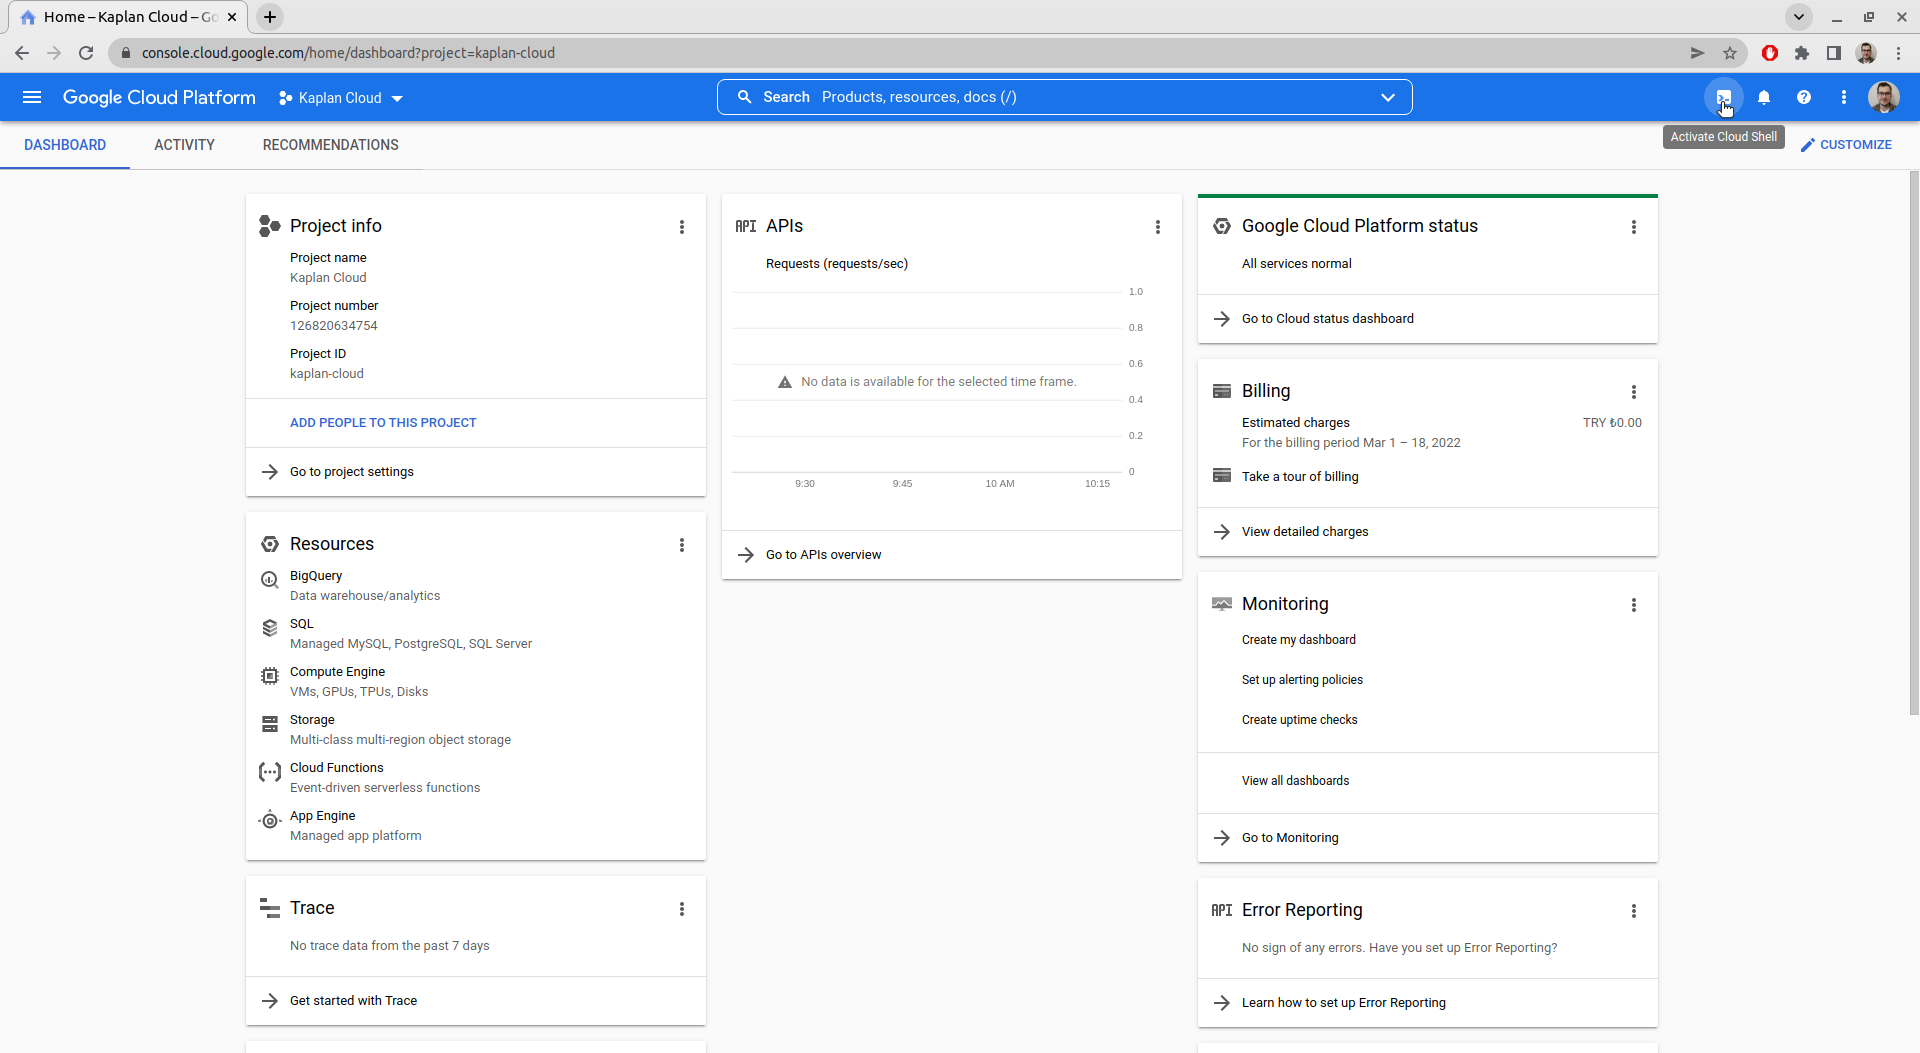 Home – Kaplan Cloud – Go
console.cloud.google.com/home/dashboard?project=kaplan-cloud
Google Cloud Platform
Kaplan Cloud
Search Products, resources, docs (/)
Activate Cloud Shell
DASHBOARD
ACTIVITY
RECOMMENDATIONS
CUSTOMIZE
Project info
Project name
Kaplan Cloud
Project number
126820634754
Project ID
kaplan-cloud
ADD PEOPLE TO THIS PROJECT
Go to project settings
Resources
BigQuery
Data warehouse/analytics
SQL
Managed MySQL, PostgreSQL, SQL Server
Compute Engine
VMs, GPUs, TPUs, Disks
Storage
Multi-class multi-region object storage
Cloud Functions
Event-driven serverless functions
App Engine
Managed app platform
Trace
No trace data from the past 7 days
Get started with Trace
API APIs
Requests (requests/sec)
1.0
0.8
0.6
No data is available for the selected time frame.
0.4
0.2
0
9:30 9:45 10 AM 10:15
Go to APIs overview
Google Cloud Platform status
All services normal
Go to Cloud status dashboard
Billing
Estimated charges TRY ₺0.00
For the billing period Mar 1 – 18, 2022
Take a tour of billing
View detailed charges
Monitoring
Create my dashboard
Set up alerting policies
Create uptime checks
View all dashboards
Go to Monitoring
API Error Reporting
No sign of any errors. Have you set up Error Reporting?
Learn how to set up Error Reporting